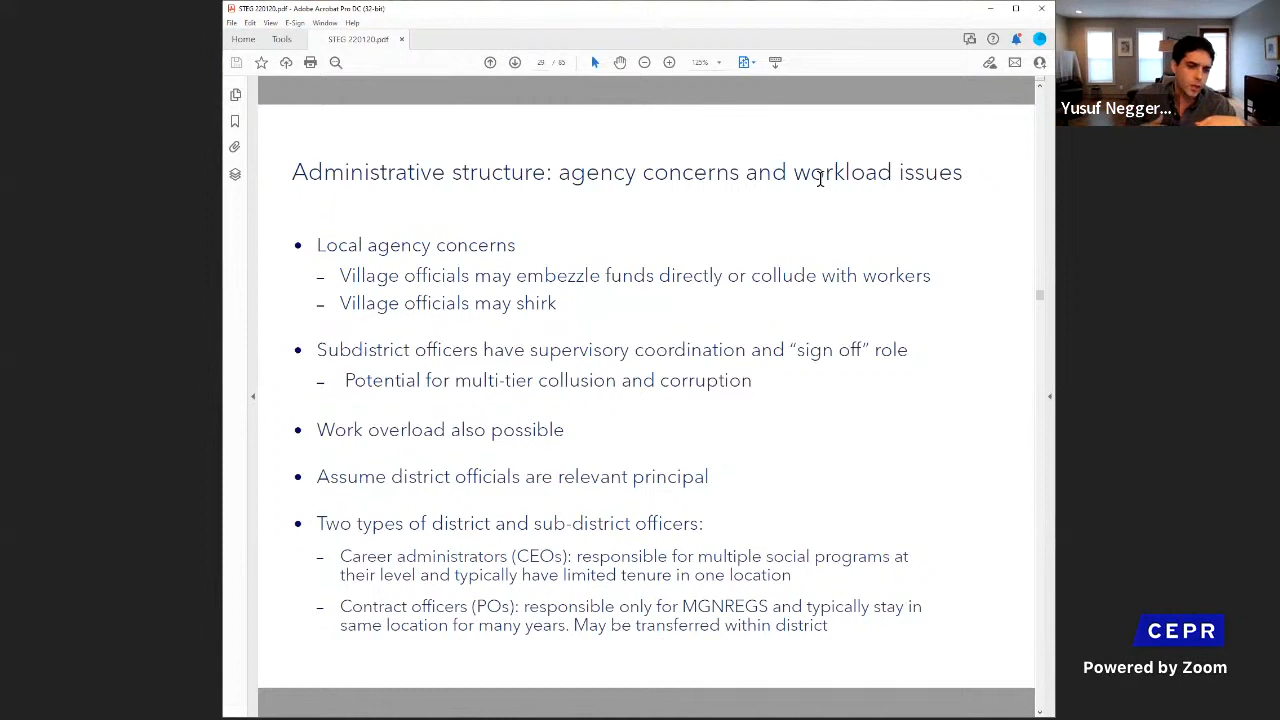 STEG 220120.pdf - Adobe Acrobat Pro DC (32-bit)
File Edit View E-Sign Window Help
Home Tools STEG 220120.pdf ×
29 / 85 125%
Yusuf Negger...
Administrative structure: agency concerns and workload issues
• Local agency concerns
– Village officials may embezzle funds directly or collude with workers
– Village officials may shirk
• Subdistrict officers have supervisory coordination and “sign off” role
– Potential for multi-tier collusion and corruption
• Work overload also possible
• Assume district officials are relevant principal
• Two types of district and sub-district officers:
– Career administrators (CEOs): responsible for multiple social programs at
their level and typically have limited tenure in one location
– Contract officers (POs): responsible only for MGNREGS and typically stay in
same location for many years. May be transferred within district
CEPR
Powered by Zoom